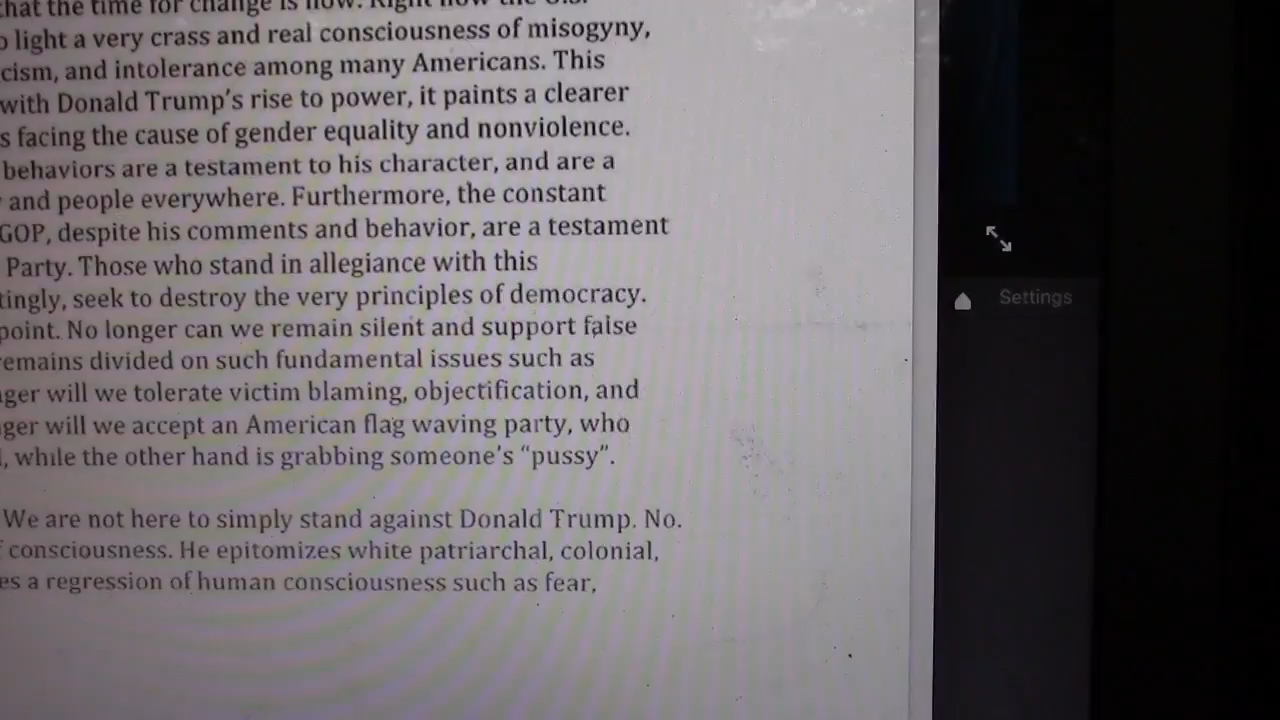 that the time for change is now. Right now the U.S.
light a very crass and real consciousness of misogyny,
cism, and intolerance among many Americans. This
with Donald Trump's rise to power, it paints a clearer
s facing the cause of gender equality and nonviolence.
behaviors are a testament to his character, and are a
and people everywhere. Furthermore, the constant
GOP, despite his comments and behavior, are a testament
Party. Those who stand in allegiance with this
tingly, seek to destroy the very principles of democracy.
point. No longer can we remain silent and support false
emains divided on such fundamental issues such as
ger will we tolerate victim blaming, objectification, and
ger will we accept an American flag waving party, who
, while the other hand is grabbing someone's “pussy”.
We are not here to simply stand against Donald Trump. No.
consciousness. He epitomizes white patriarchal, colonial,
es a regression of human consciousness such as fear,
Settings